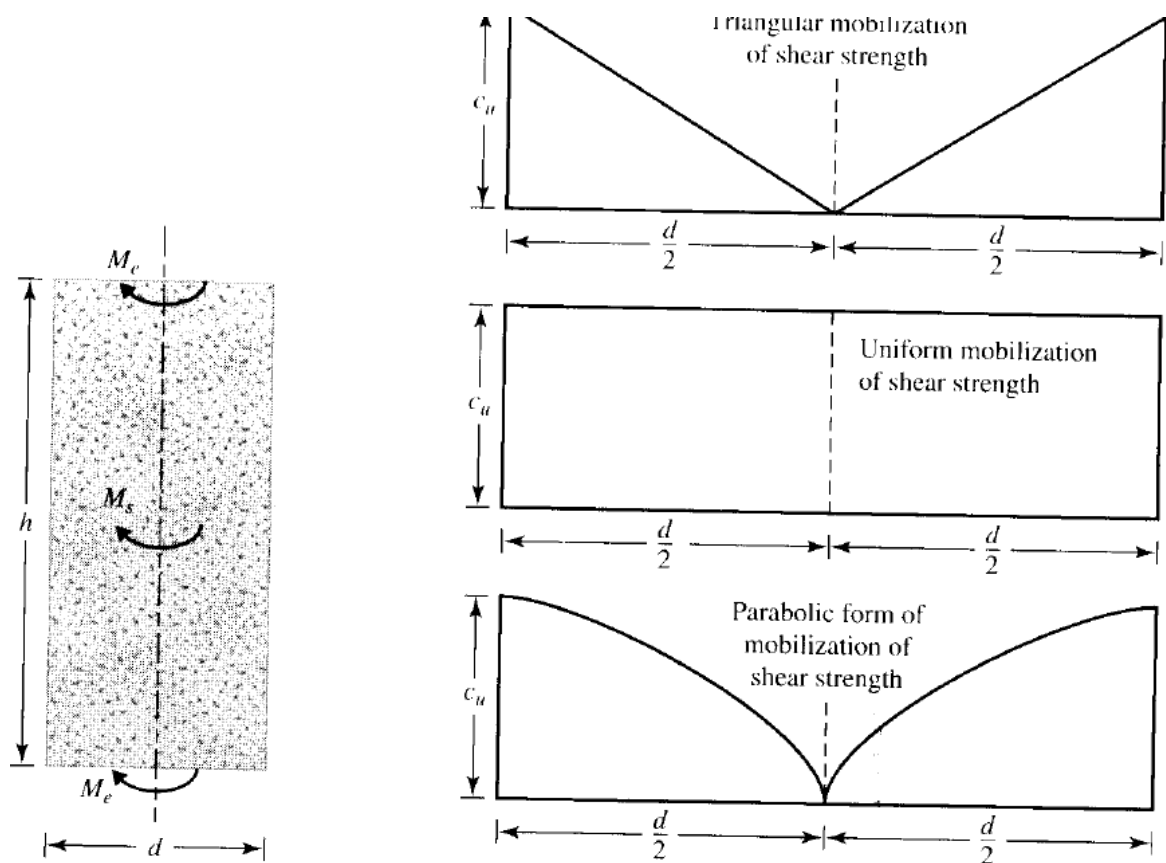 Triangular mobilization
of shear strength
c_u
d/2
d/2
M_e
Uniform mobilization
of shear strength
c_u
h
M_s
d/2
d/2
Parabolic form of
mobilization of
shear strength
c_u
M_e
d
d/2
d/2